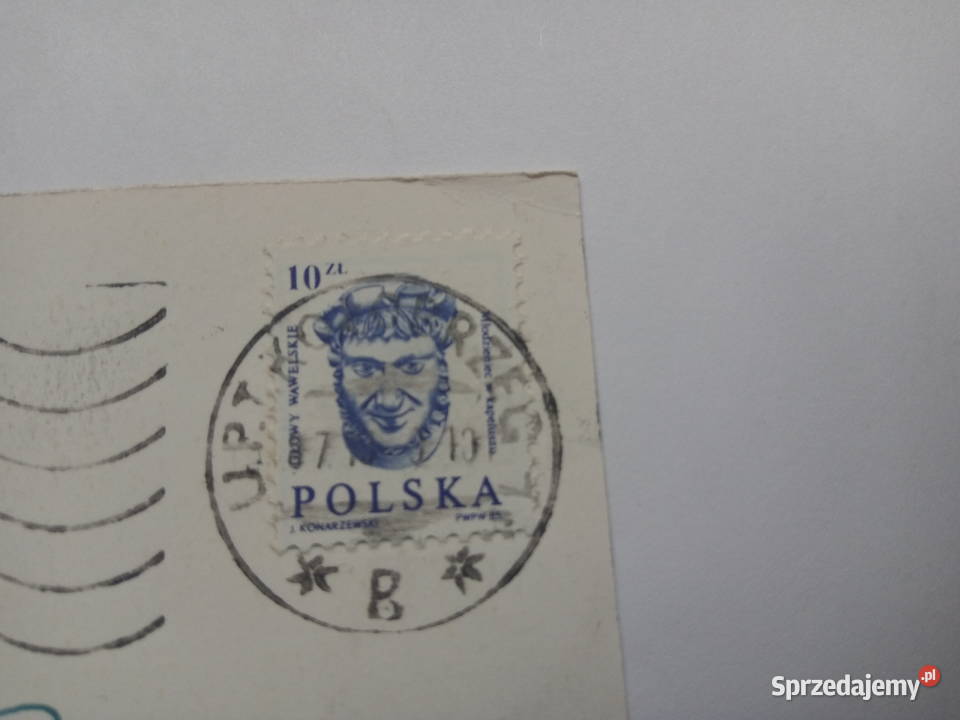 10 ZŁ
GŁOWY WAWELSKIE
Młodzieniec w kapeluszu
POLSKA
J. KONARZEWSKI
PWPW 85
U.P.T.
B
Sprzedajemy.pl